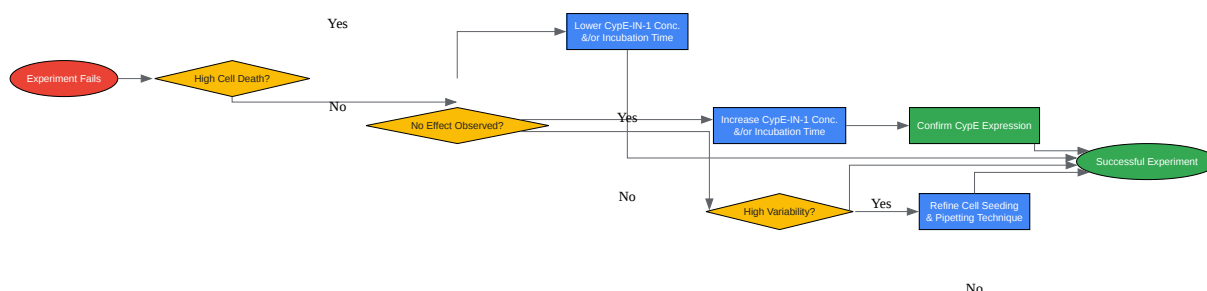 Yes
Lower CypE-IN-1 Conc.
&/or Incubation Time
Experiment Fails
High Cell Death?
No
No Effect Observed?
Yes
Increase CypE-IN-1 Conc.
&/or Incubation Time
Confirm CypE Expression
Successful Experiment
No
High Variability?
Yes
Refine Cell Seeding
& Pipetting Technique
No